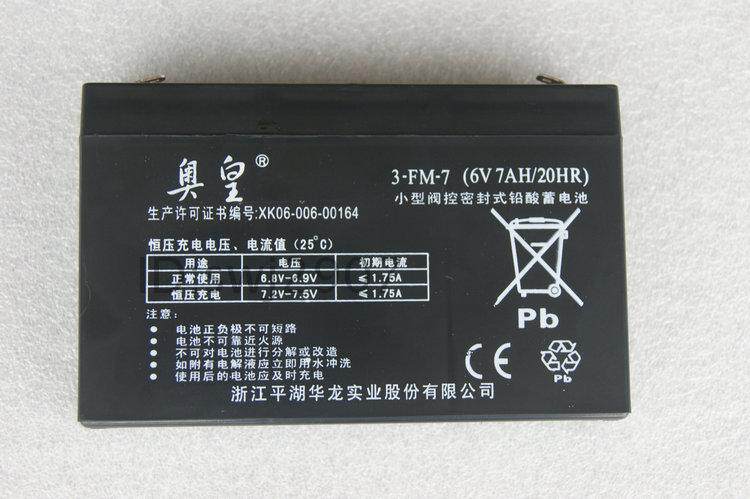 奥皇®
生产许可证书编号:XK06-006-00164
3-FM-7 (6V 7AH/20HR)
小型阀控密封式铅酸蓄电池
恒压充电电压、电流值(25°C)
用途 电压 初期电流
正常使用 6.8V-6.9V ≤1.75A
恒压充电 7.2V-7.5V ≤1.75A
注意:
• 电池正负极不可短路
• 电池不可靠近火源
• 不可对电池进行分解或改造
• 如附有电解液应立即用水冲洗
• 使用后的电池应及时充电
Pb
CE
Pb
浙江平湖华龙实业股份有限公司